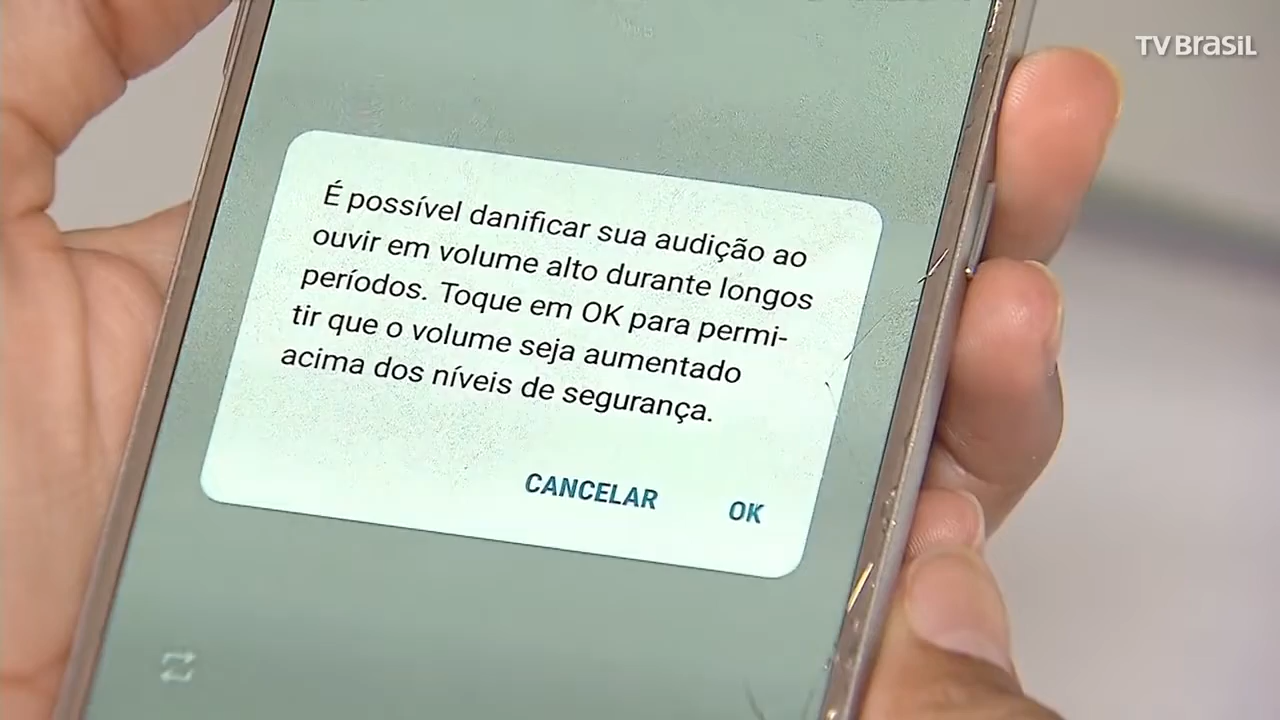 TV BRASIL
É possível danificar sua audição ao
ouvir em volume alto durante longos
períodos. Toque em OK para permi-
tir que o volume seja aumentado
acima dos níveis de segurança.
CANCELAR OK